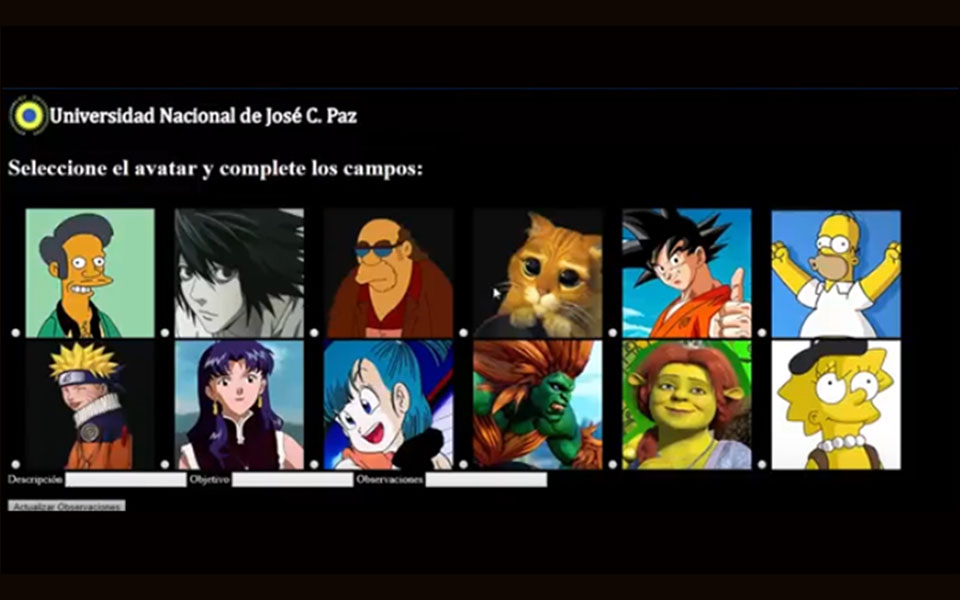 Universidad Nacional de José C. Paz
Seleccione el avatar y complete los campos:
Descripción Objetivo Observaciones
Actualizar Observaciones